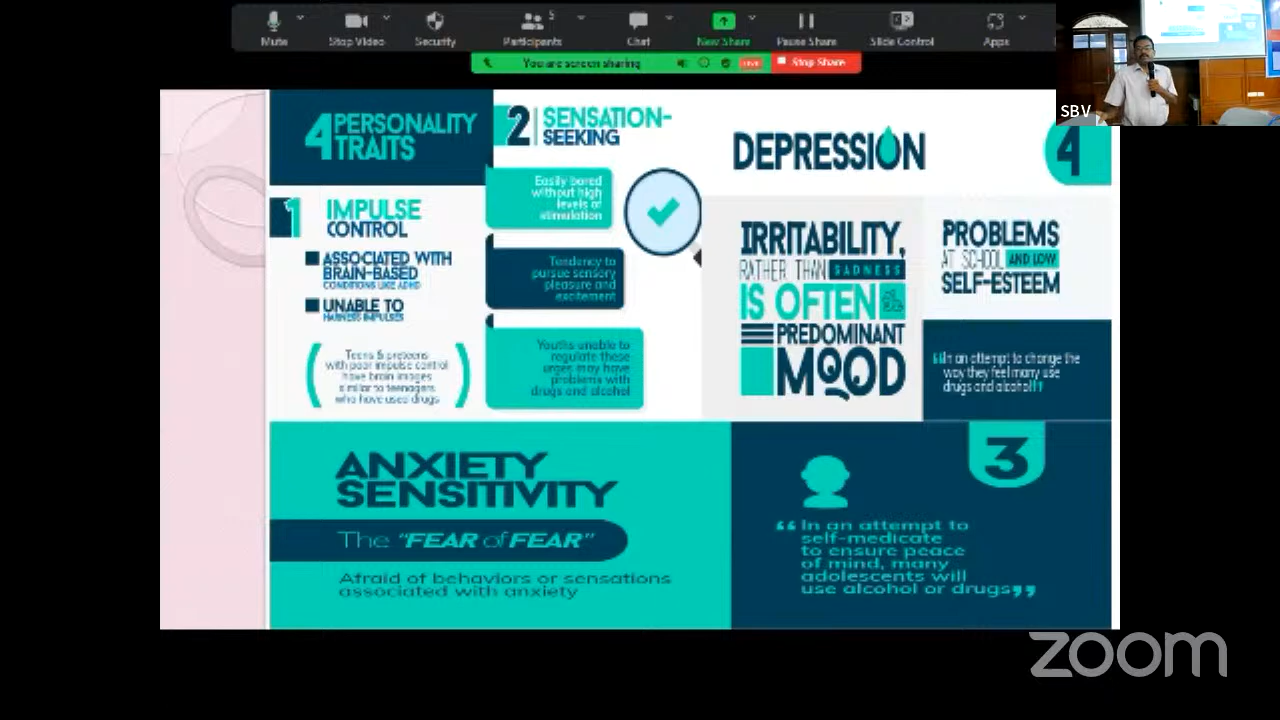 5
Mute
Stop Video
Security
Participants
Chat
New Share
Pause Share
Slide Control
Apps
You are screen sharing
LIVE
Stop Share
SBV
4 PERSONALITY
TRAITS
1 IMPULSE
CONTROL
ASSOCIATED WITH
BRAIN-BASED
CONDITIONS LIKE ADHD
UNABLE TO
HARNESS IMPULSES
Teens & preteens
with poor impulse control
have brain images
similar to teenagers
who have used drugs
2 SENSATION-
SEEKING
Easily bored
without high
levels of
stimulation
Tendency to
pursue sensory
pleasure and
excitement
Youths unable to
regulate these
urges may have
problems with
drugs and alcohol
DEPRESSION
4
IRRITABILITY,
RATHER THAN SADNESS
IS OFTEN
PREDOMINANT
MOOD
PROBLEMS
AT SCHOOL AND LOW
SELF-ESTEEM
“In an attempt to change the
way they feel many use
drugs and alcohol”
ANXIETY
SENSITIVITY
The "FEAR of FEAR"
Afraid of behaviors or sensations
associated with anxiety
3
“In an attempt to
self-medicate
to ensure peace
of mind, many
adolescents will
use alcohol or drugs”
zoom